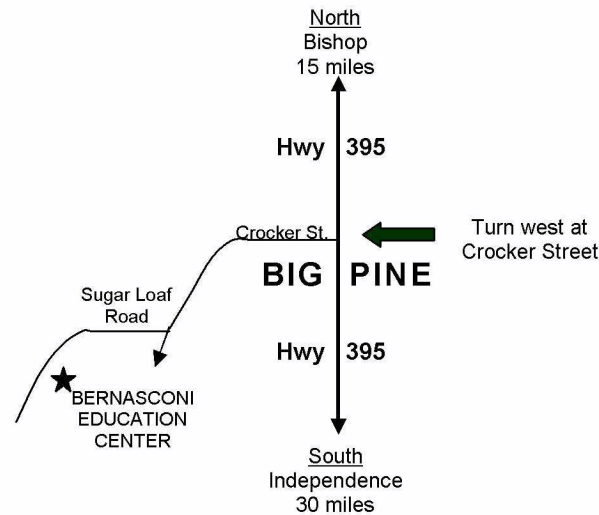 North
Bishop
15 miles
Hwy 395
Crocker St.
Turn west at
Crocker Street
BIG PINE
Sugar Loaf
Road
Hwy 395
BERNASCONI
EDUCATION
CENTER
South
Independence
30 miles